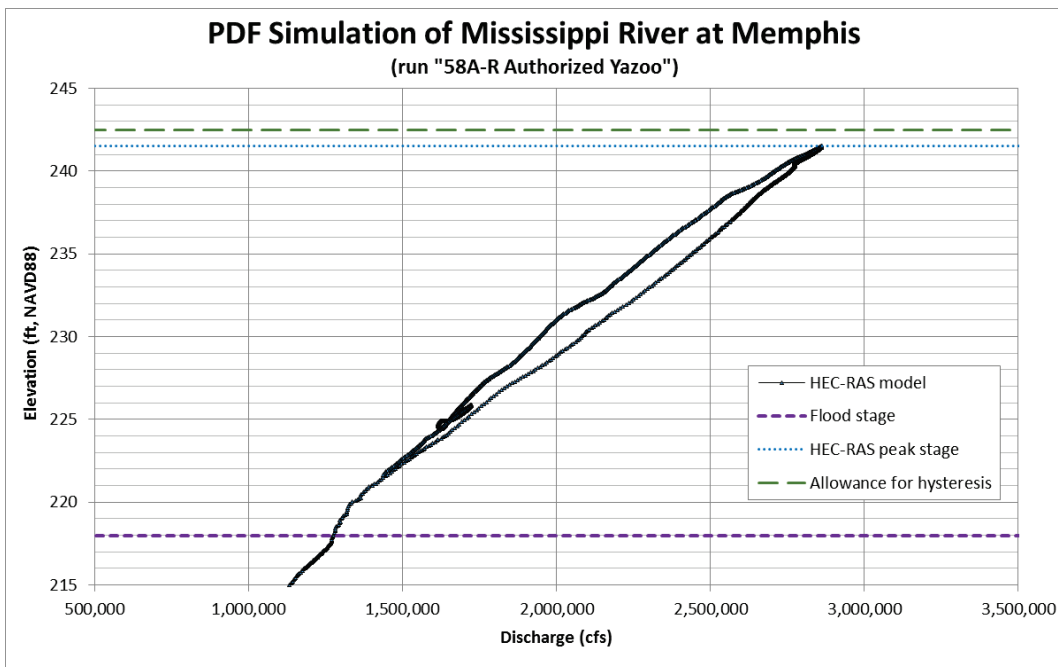 PDF Simulation of Mississippi River at Memphis
(run "58A-R Authorized Yazoo")
Elevation (ft, NAVD88)
245
240
235
230
225
220
215
HEC-RAS model
Flood stage
HEC-RAS peak stage
Allowance for hysteresis
500,000 1,000,000 1,500,000 2,000,000 2,500,000 3,000,000 3,500,000
Discharge (cfs)